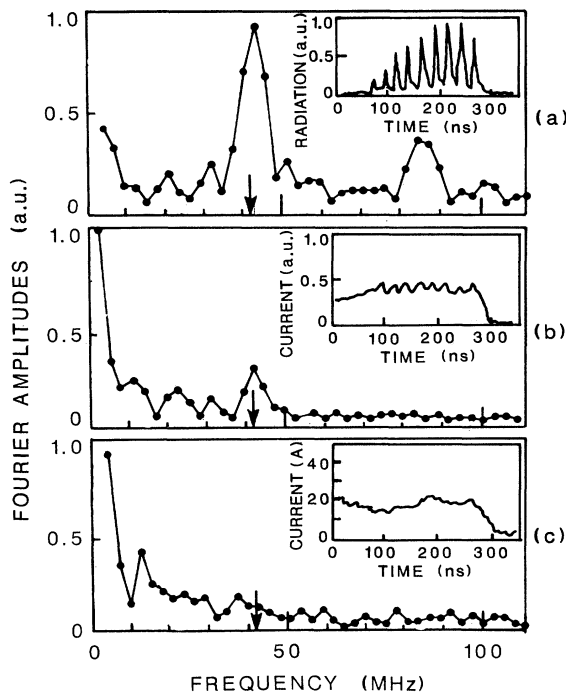 FOURIER AMPLITUDES (a.u.)
1.0
0.5
0
RADIATION(a.u.)
1.0
0.5
0
0 100 200 300
TIME (ns)
(a)
1.0
0.5
0
CURRENT(a.u.)
1.0
0.5
0
0 100 200 300
TIME (ns)
(b)
1.0
0.5
0
CURRENT (A)
40
20
0 100 200 300
TIME (ns)
(c)
0 50 100
FREQUENCY (MHz)